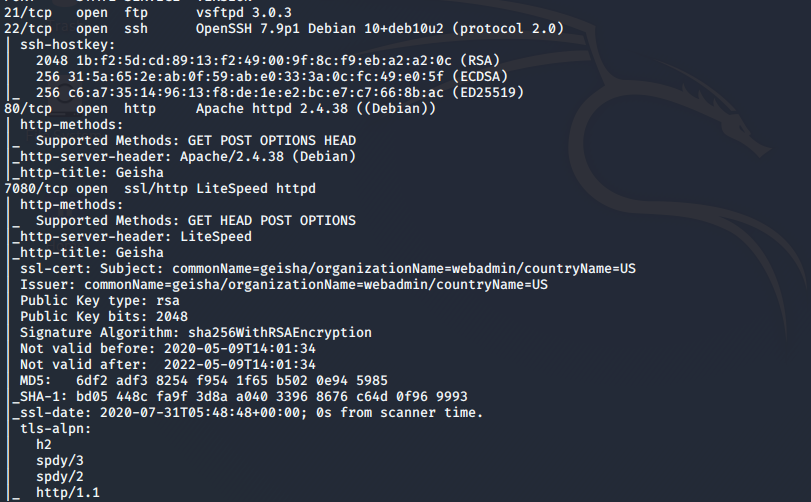 21/tcp open ftp vsftpd 3.0.3
22/tcp open ssh OpenSSH 7.9p1 Debian 10+deb10u2 (protocol 2.0)
| ssh-hostkey:
| 2048 1b:f2:5d:cd:89:13:f2:49:00:9f:8c:f9:eb:a2:a2:0c (RSA)
| 256 31:5a:65:2e:ab:0f:59:ab:e0:33:3a:0c:fc:49:e0:5f (ECDSA)
|_ 256 c6:a7:35:14:96:13:f8:de:1e:e2:bc:e7:c7:66:8b:ac (ED25519)
80/tcp open http Apache httpd 2.4.38 ((Debian))
| http-methods:
|_ Supported Methods: GET POST OPTIONS HEAD
|_http-server-header: Apache/2.4.38 (Debian)
|_http-title: Geisha
7080/tcp open ssl/http LiteSpeed httpd
| http-methods:
|_ Supported Methods: GET HEAD POST OPTIONS
|_http-server-header: LiteSpeed
|_http-title: Geisha
| ssl-cert: Subject: commonName=geisha/organizationName=webadmin/countryName=US
| Issuer: commonName=geisha/organizationName=webadmin/countryName=US
| Public Key type: rsa
| Public Key bits: 2048
| Signature Algorithm: sha256WithRSAEncryption
| Not valid before: 2020-05-09T14:01:34
| Not valid after: 2022-05-09T14:01:34
| MD5: 6df2 adf3 8254 f954 1f65 b502 0e94 5985
|_SHA-1: bd05 448c fa9f 3d8a a040 3396 8676 c64d 0f96 9993
|_ssl-date: 2020-07-31T05:48:48+00:00; 0s from scanner time.
| tls-alpn:
| h2
| spdy/3
| spdy/2
|_ http/1.1